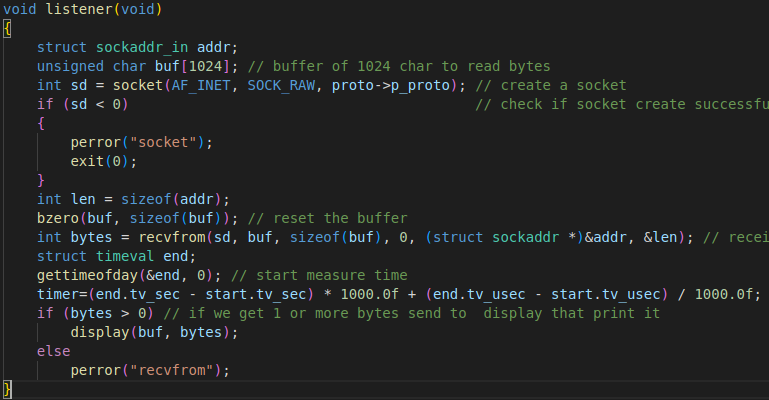 void listener(void)
{
    struct sockaddr_in addr;
    unsigned char buf[1024]; // buffer of 1024 char to read bytes
    int sd = socket(AF_INET, SOCK_RAW, proto->p_proto); // create a socket
    if (sd < 0)                                         // check if socket create successfu
    {
        perror("socket");
        exit(0);
    }
    int len = sizeof(addr);
    bzero(buf, sizeof(buf)); // reset the buffer
    int bytes = recvfrom(sd, buf, sizeof(buf), 0, (struct sockaddr *)&addr, &len); // recei
    struct timeval end;
    gettimeofday(&end, 0); // start measure time
    timer=(end.tv_sec - start.tv_sec) * 1000.0f + (end.tv_usec - start.tv_usec) / 1000.0f;
    if (bytes > 0) // if we get 1 or more bytes send to  display that print it
        display(buf, bytes);
    else
        perror("recvfrom");
}